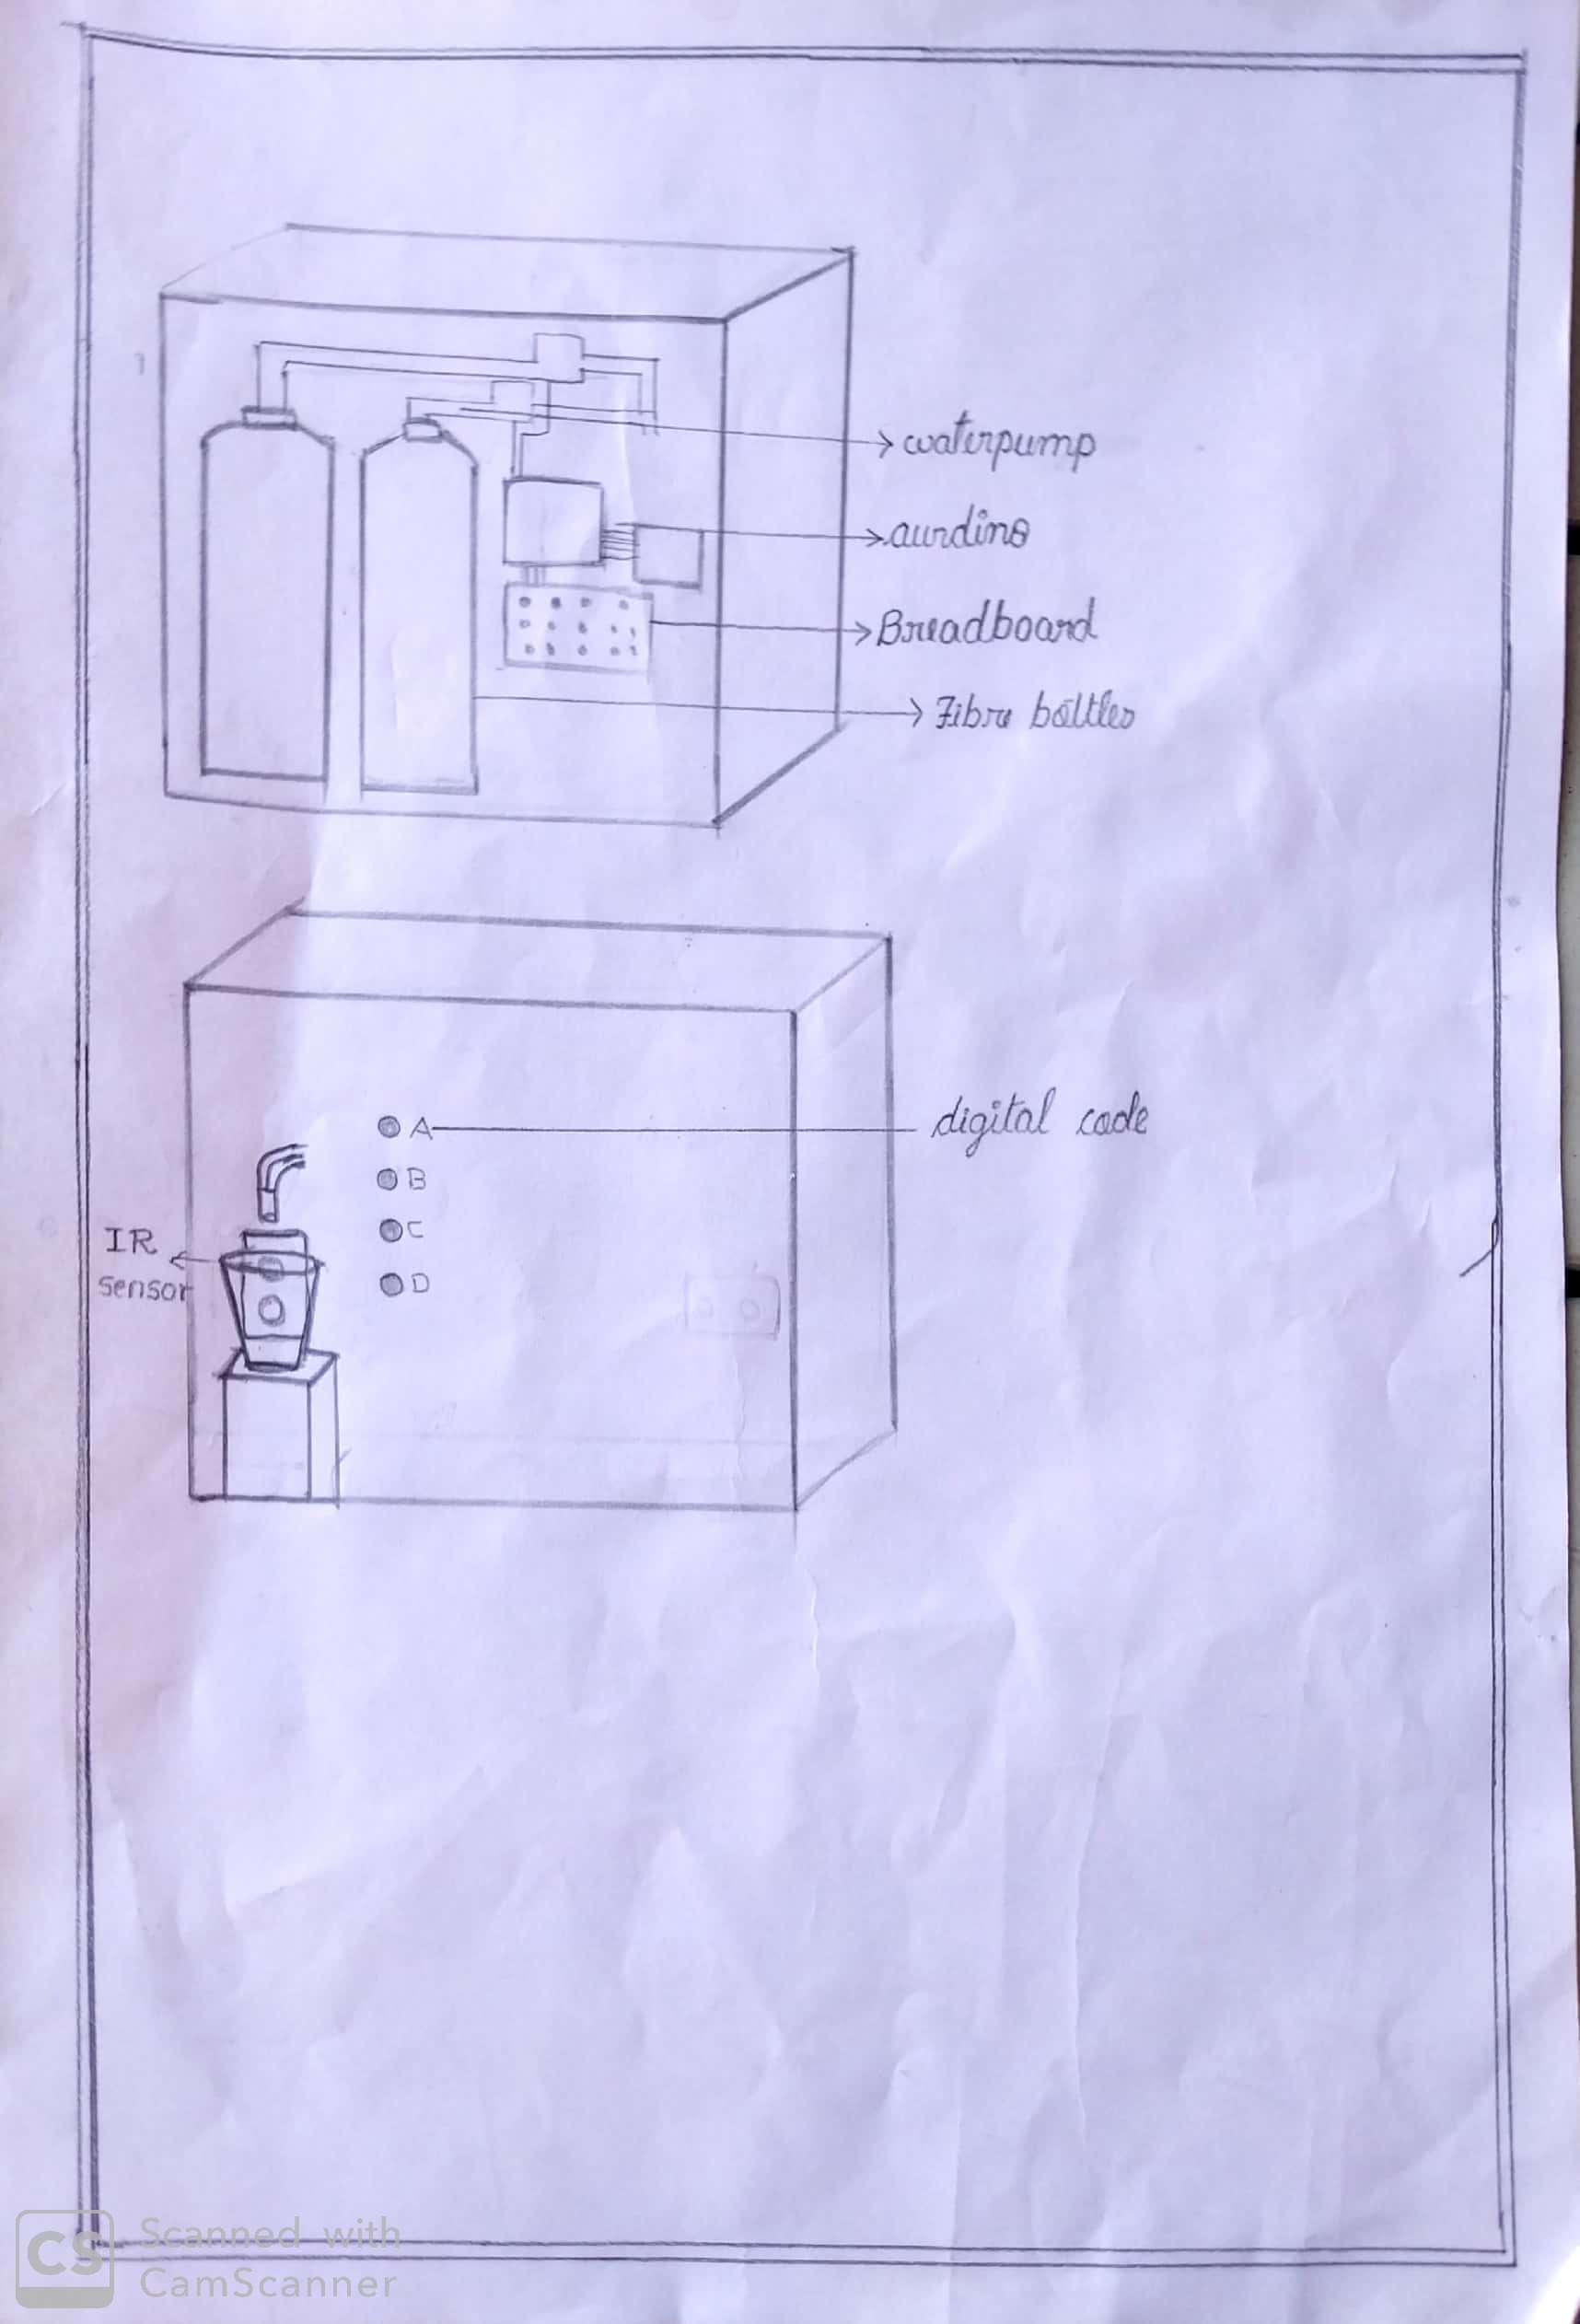 waterpump
aurdino
Breadboard
Fibre bottles
A
digital code
B
IR
C
sensor
D
CS
Scanned with
CamScanner